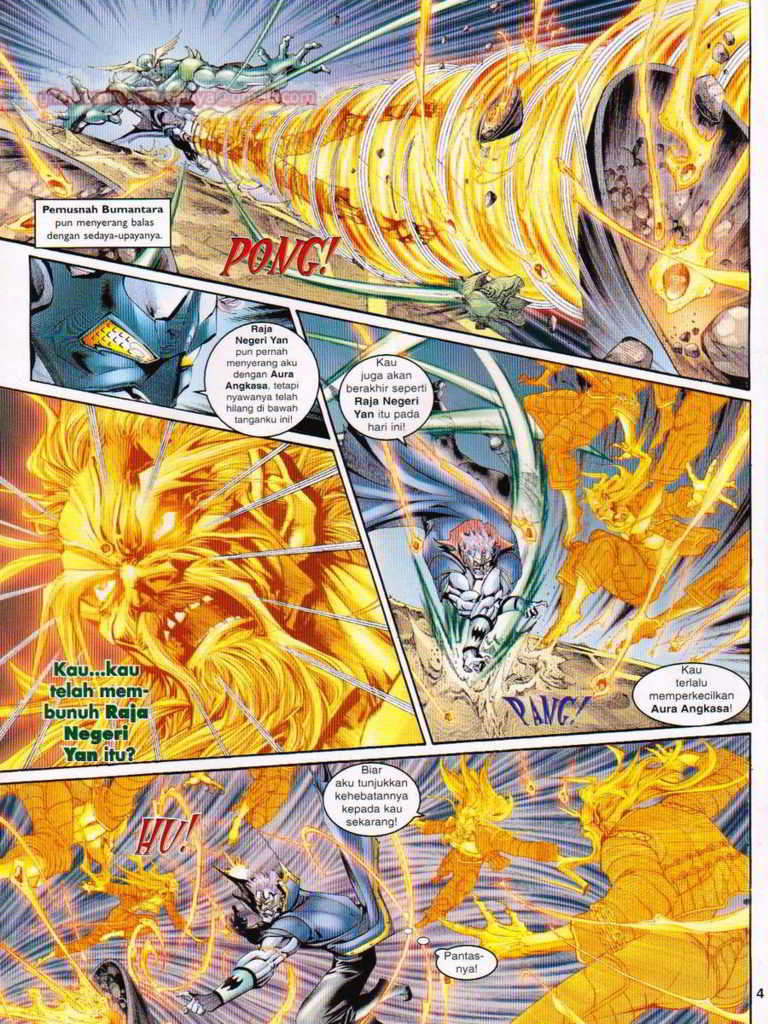 Pemusnah Bumantara
pun menyerang balas
dengan sedaya-upayanya.
PONG!
Raja
Negeri Yan
pun pernah
menyerang aku
dengan Aura
Angkasa, tetapi
nyawanya telah
hilang di bawah
tanganku ini!
Kau
juga akan
berakhir seperti
Raja Negeri
Yan itu pada
hari ini!
Kau...kau
telah mem-
bunuh Raja
Negeri
Yan itu?
PANG!
Kau
terlalu
memperkecilkan
Aura Angkasa!
Biar
aku tunjukkan
kehebatannya
kepada kau
sekarang!
HU!
Pantas-
nya!
4